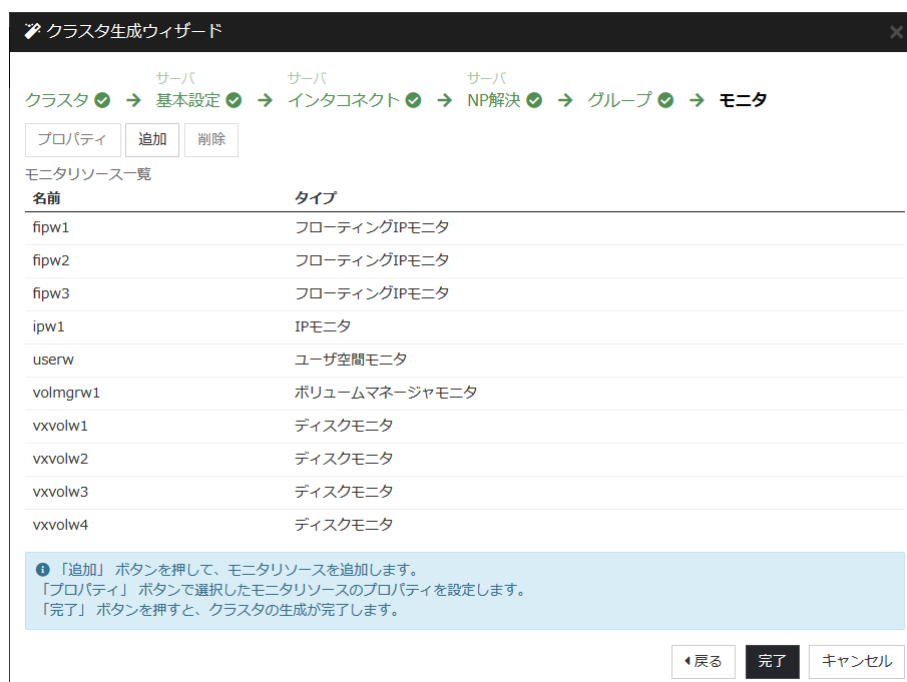 クラスタ生成ウィザード
サーバ サーバ サーバ
クラスタ → 基本設定 → インタコネクト → NP解決 → グループ → モニタ
プロパティ 追加 削除
モニタリソース一覧
名前 タイプ
fipw1 フローティングIPモニタ
fipw2 フローティングIPモニタ
fipw3 フローティングIPモニタ
ipw1 IPモニタ
userw ユーザ空間モニタ
volmgrw1 ボリュームマネージャモニタ
vxvolw1 ディスクモニタ
vxvolw2 ディスクモニタ
vxvolw3 ディスクモニタ
vxvolw4 ディスクモニタ
「追加」 ボタンを押して、モニタリソースを追加します。
「プロパティ」 ボタンで選択したモニタリソースのプロパティを設定します。
「完了」 ボタンを押すと、クラスタの生成が完了します。
戻る 完了 キャンセル